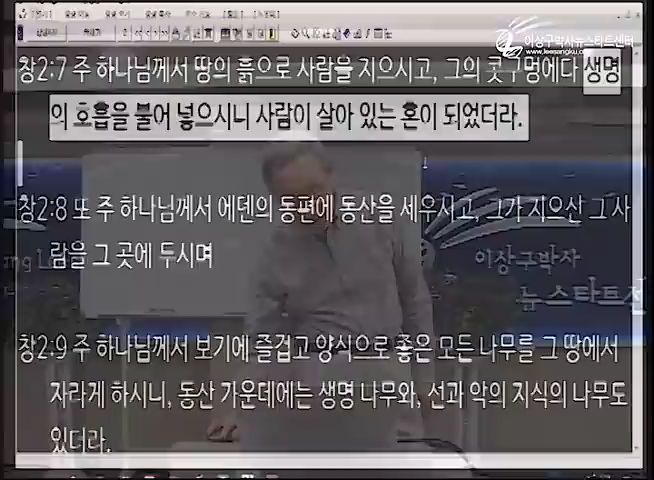 이상구박사뉴스타트센터
www.leesangku.
창2:7 주 하나님께서 땅의 흙으로 사람을 지으시고, 그의 콧구멍에다 생명
의 호흡을 불어 넣으시니 사람이 살아 있는 혼이 되었더라.
창2:8 또 주 하나님께서 에덴의 동편에 동산을 세우시고, 그가 지으신 그 사
람을 그 곳에 두시며
이상구박사
뉴스타트센
창2:9 주 하나님께서 보기에 즐겁고 양식으로 좋은 모든 나무를 그 땅에서
자라게 하시니, 동산 가운데에는 생명 나무와, 선과 악의 지식의 나무도
있더라.